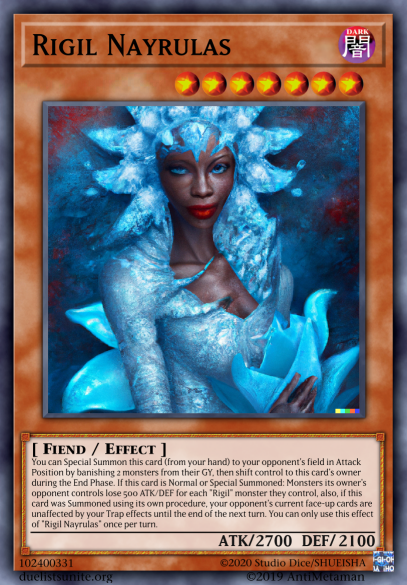 Rigil Nayrulas
DARK
闇
[ Fiend / Effect ]
You can Special Summon this card (from your hand) to your opponent's field in Attack
Position by banishing 2 monsters from their GY, then shift control to this card's owner
during the End Phase. If this card is Normal or Special Summoned: Monsters its owner's
opponent controls lose 500 ATK/DEF for each "Rigil" monster they control, also, if this
card was Summoned using its own procedure, your opponent's current face-up cards are
unaffected by your Trap effects until the end of the next turn. You can only use this effect
of "Rigil Nayrulas" once per turn.
ATK/2700 DEF/2100
102400331
©2020 Studio Dice/SHUEISHA
duelistsunite.org
©2019 AntiMetaman